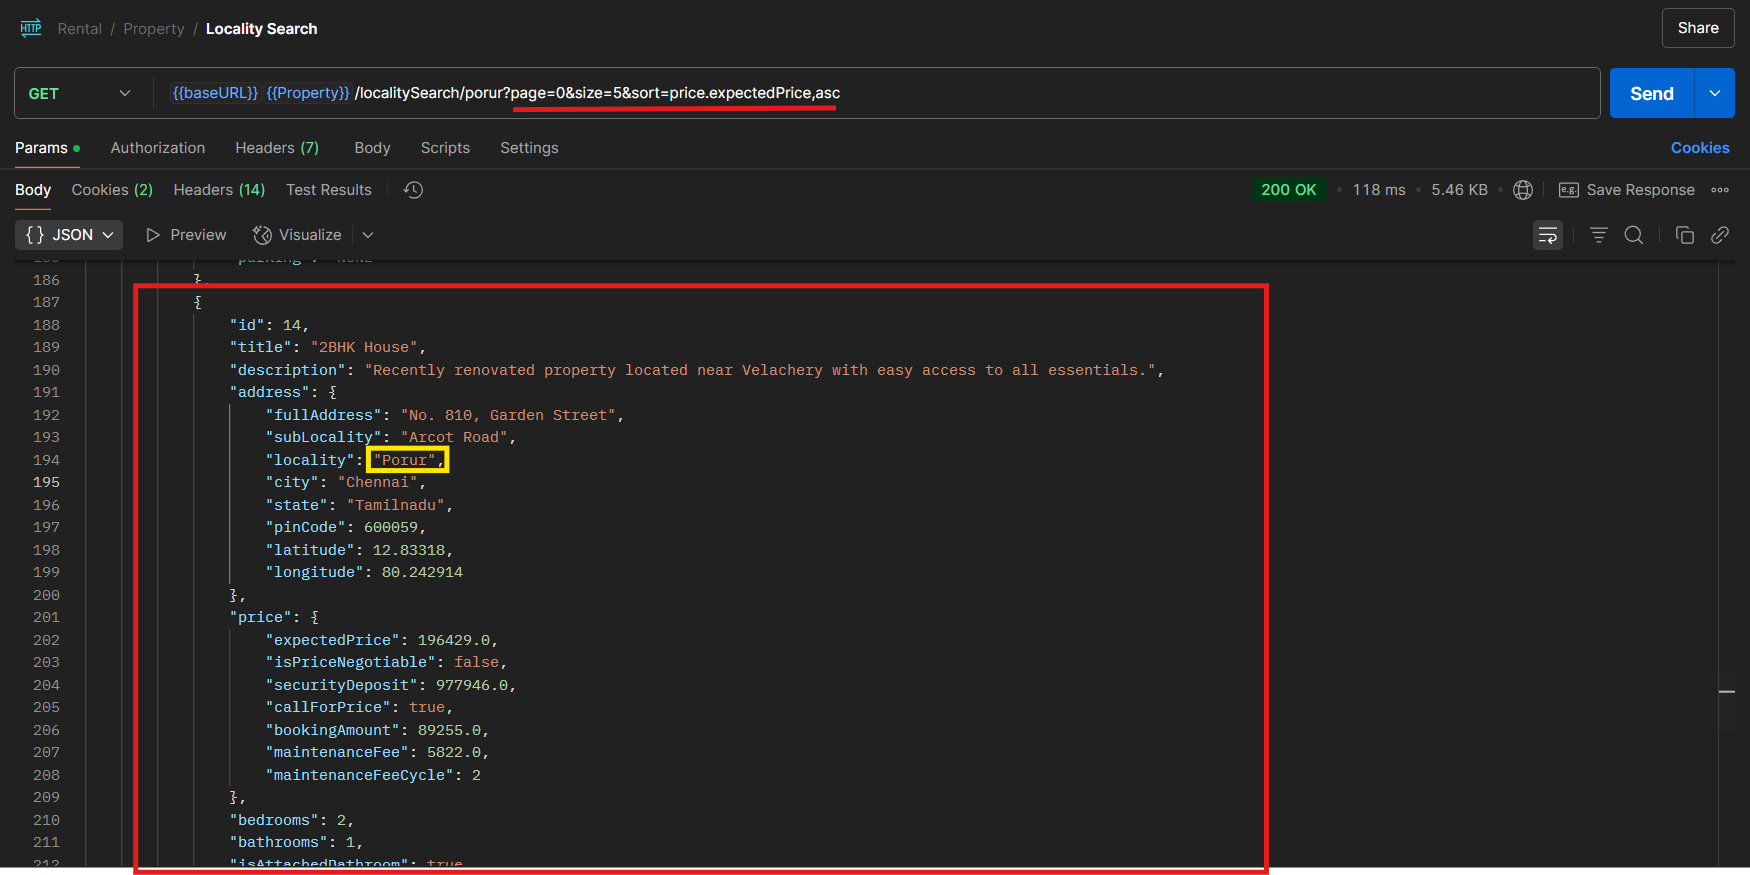 HTTP Rental / Property / Locality Search
Share
GET {{baseURL}} {{Property}} /localitySearch/porur?page=0&size=5&sort=price.expectedPrice,asc
Send
Params Authorization Headers (7) Body Scripts Settings
Cookies
Body Cookies (2) Headers (14) Test Results
200 OK 118 ms 5.46 KB e.g. Save Response
{} JSON Preview Visualize
186 },
187 {
188 "id": 14,
189 "title": "2BHK House",
190 "description": "Recently renovated property located near Velachery with easy access to all essentials.",
191 "address": {
192 "fullAddress": "No. 810, Garden Street",
193 "subLocality": "Arcot Road",
194 "locality": "Porur",
195 "city": "Chennai",
196 "state": "Tamilnadu",
197 "pinCode": 600059,
198 "latitude": 12.83318,
199 "longitude": 80.242914
200 },
201 "price": {
202 "expectedPrice": 196429.0,
203 "isPriceNegotiable": false,
204 "securityDeposit": 977946.0,
205 "callForPrice": true,
206 "bookingAmount": 89255.0,
207 "maintenanceFee": 5822.0,
208 "maintenanceFeeCycle": 2
209 },
210 "bedrooms": 2,
211 "bathrooms": 1,
212 "isAttachedBathroom": true